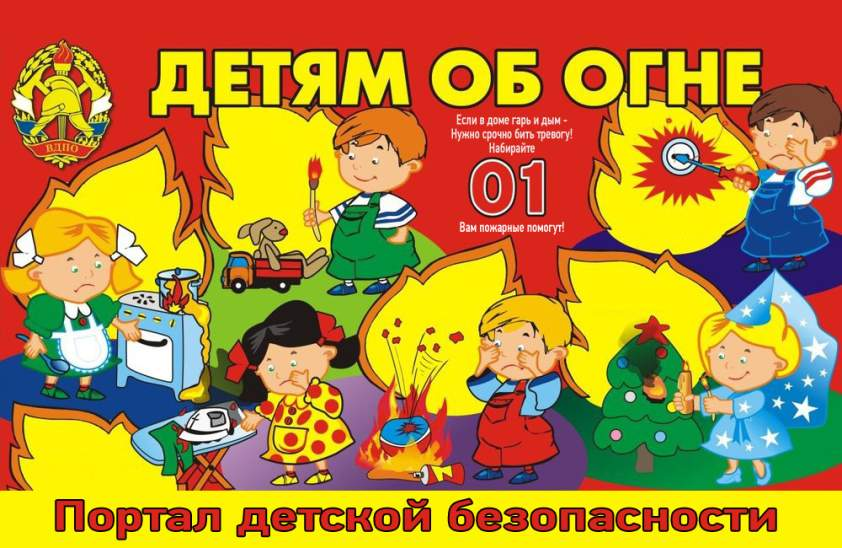 ДЕТЯМ ОБ ОГНЕ
ВДПО
Если в доме гарь и дым -
Нужно срочно бить тревогу!
Набирайте
01
Вам пожарные помогут!
Портал детской безопасности